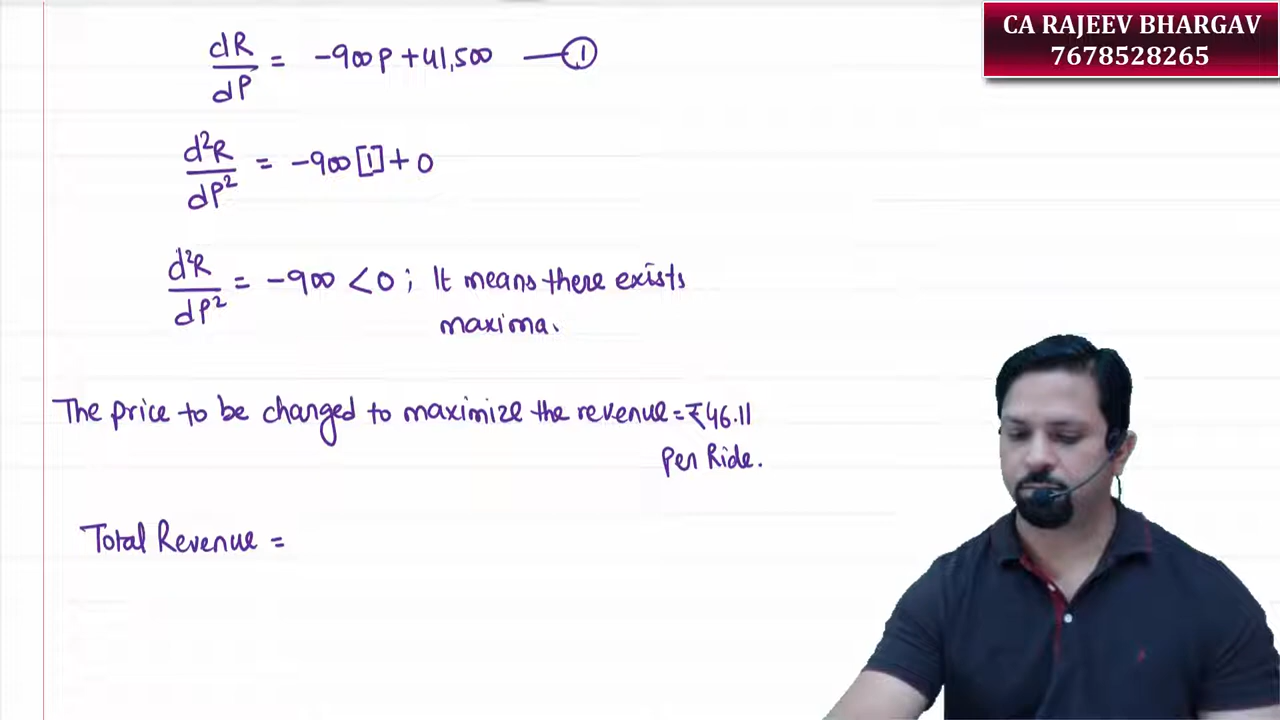 CA RAJEEV BHARGAV
7678528265
dR/dP = -900P + 41,500 —①
d²R/dP² = -900[1] + 0
d²R/dP² = -900 < 0 ; It means there exists
maxima.
The price to be changed to maximize the revenue = ₹46.11
Per Ride.
Total Revenue =